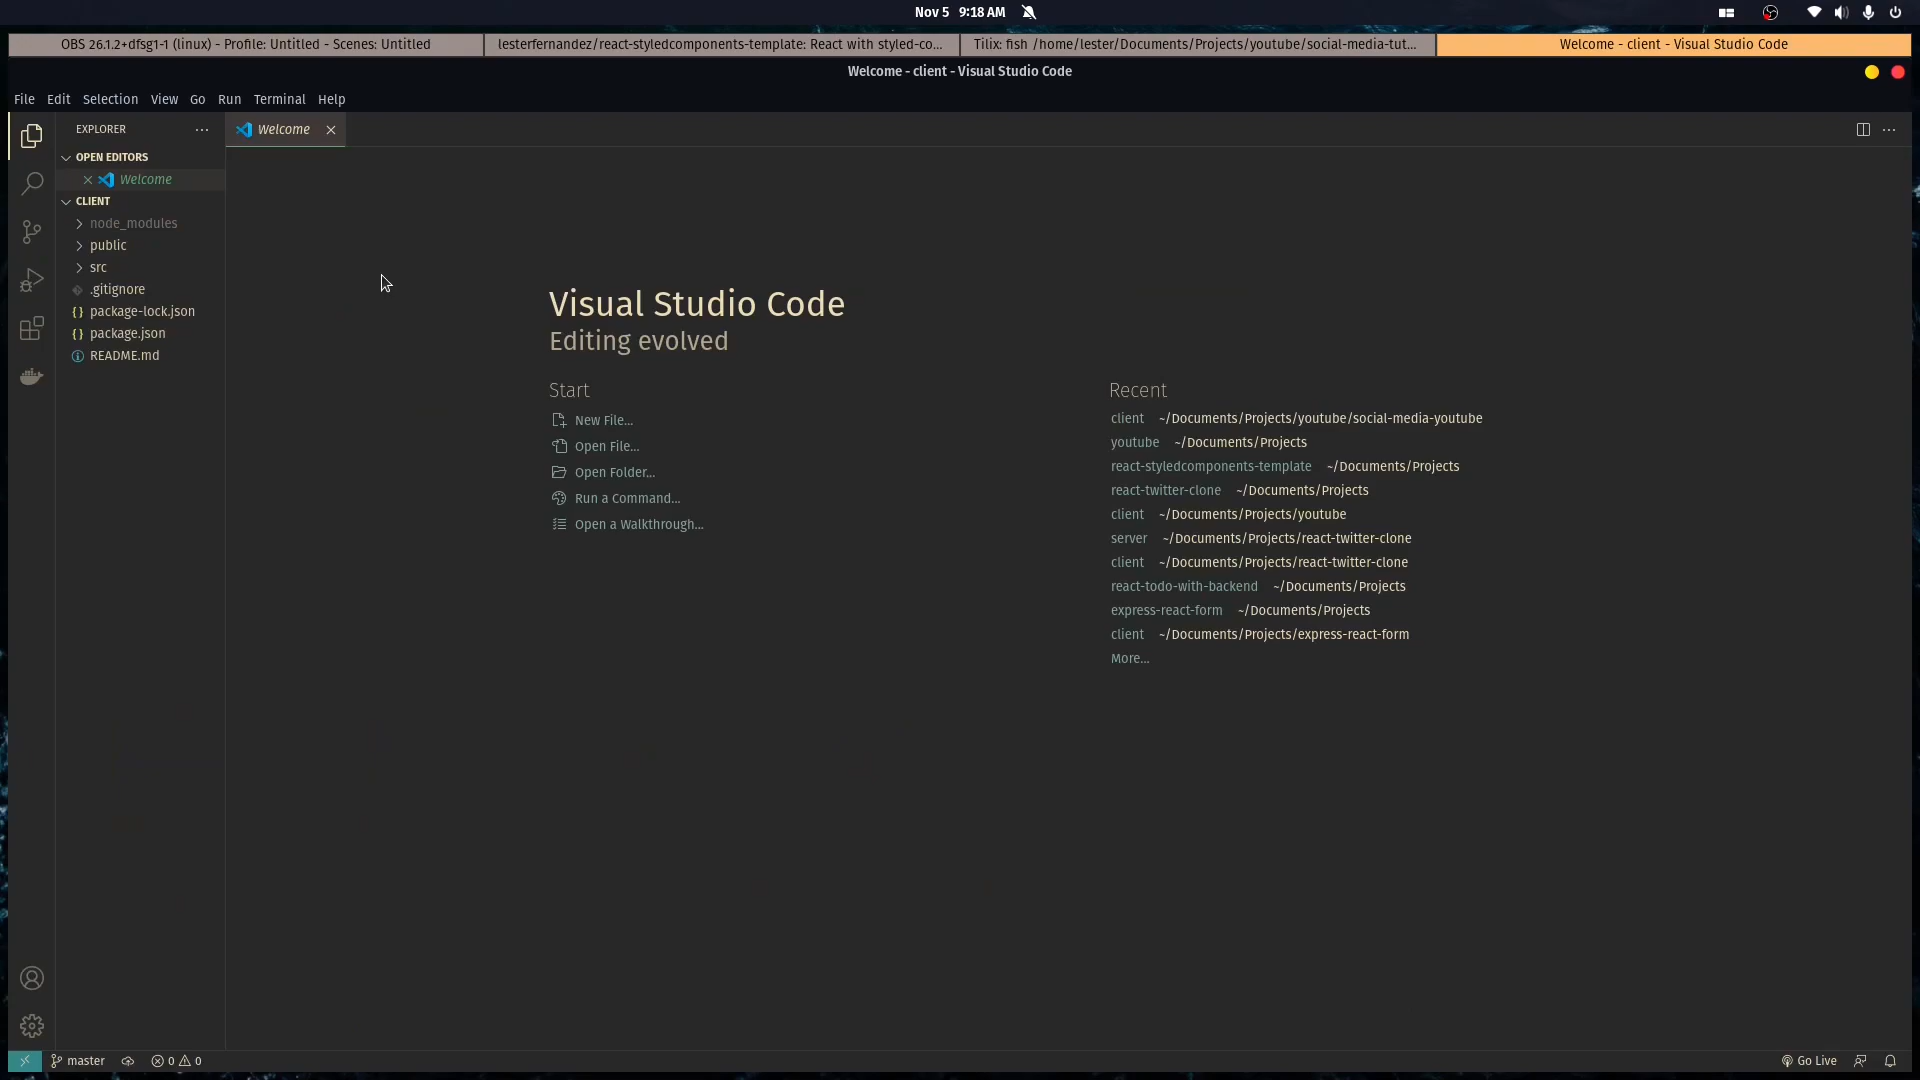 Nov 5 9:18 AM
OBS 26.1.2+dfsg1-1 (linux) - Profile: Untitled - Scenes: Untitled
lesterfernandez/react-styledcomponents-template: React with styled-co...
Tilix: fish /home/lester/Documents/Projects/youtube/social-media-tut...
Welcome - client - Visual Studio Code
Welcome - client - Visual Studio Code
File Edit Selection View Go Run Terminal Help
EXPLORER
Welcome
OPEN EDITORS
Welcome
CLIENT
node_modules
public
src
.gitignore
package-lock.json
package.json
README.md
Visual Studio Code
Editing evolved
Start
New File...
Open File...
Open Folder...
Run a Command...
Open a Walkthrough...
Recent
client ~/Documents/Projects/youtube/social-media-youtube
youtube ~/Documents/Projects
react-styledcomponents-template ~/Documents/Projects
react-twitter-clone ~/Documents/Projects
client ~/Documents/Projects/youtube
server ~/Documents/Projects/react-twitter-clone
client ~/Documents/Projects/react-twitter-clone
react-todo-with-backend ~/Documents/Projects
express-react-form ~/Documents/Projects
client ~/Documents/Projects/express-react-form
More...
master 0 0 Go Live